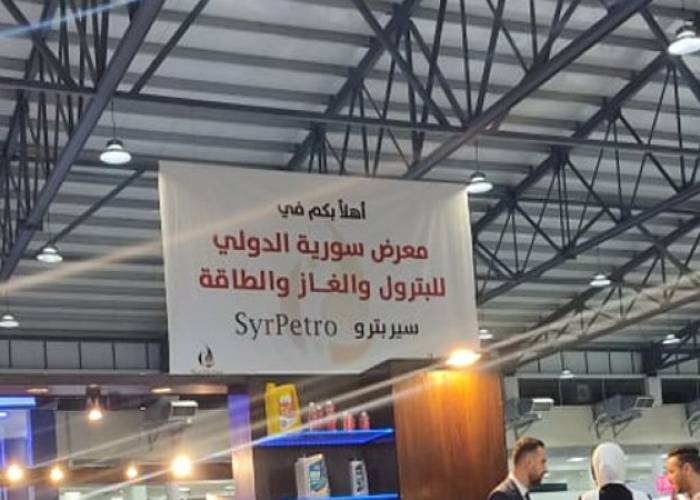 أهلاً بكم في
معرض سورية الدولي
للبترول والغاز والطاقة
سيربترو SyrPetro